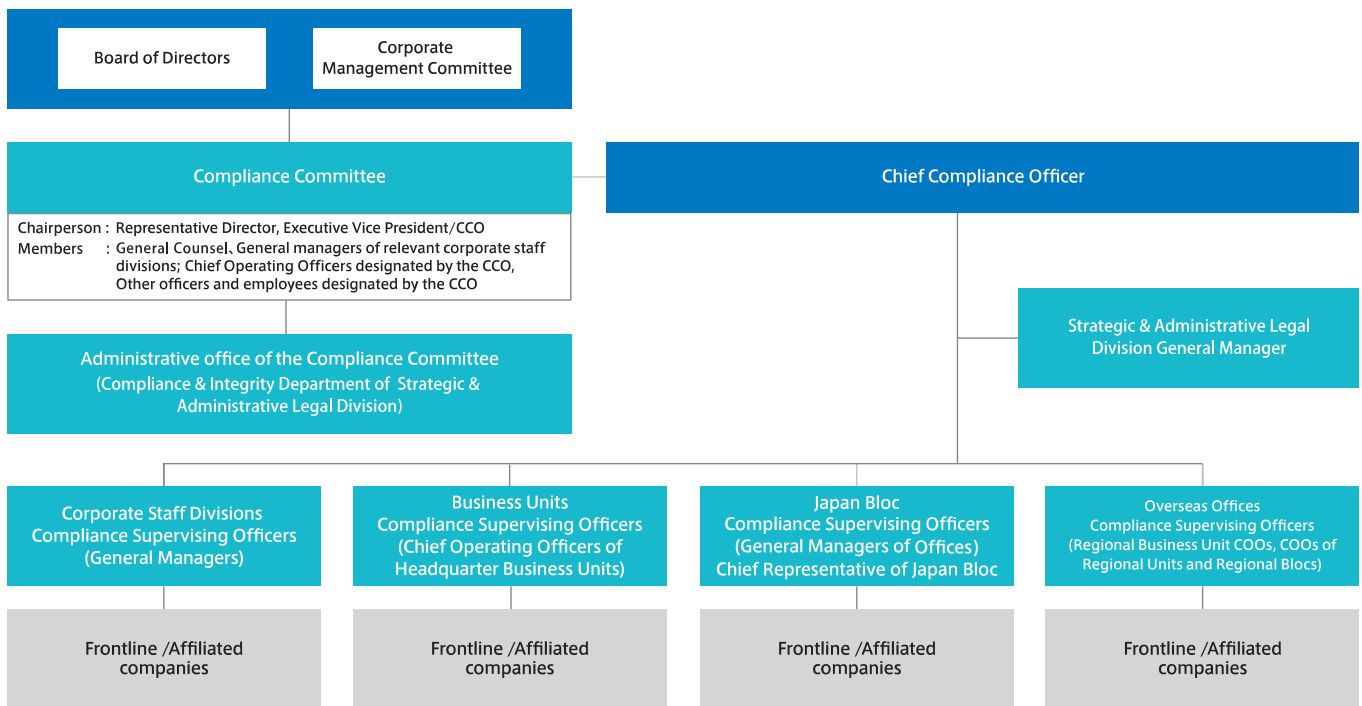 Board of Directors
Corporate
Management Committee
Compliance Committee
Chief Compliance Officer
Chairperson : Representative Director, Executive Vice President/CCO
Members : General Counsel、General managers of relevant corporate staff
divisions; Chief Operating Officers designated by the CCO,
Other officers and employees designated by the CCO
Strategic & Administrative Legal
Division General Manager
Administrative office of the Compliance Committee
(Compliance & Integrity Department of Strategic &
Administrative Legal Division)
Corporate Staff Divisions
Compliance Supervising Officers
(General Managers)
Business Units
Compliance Supervising Officers
(Chief Operating Officers of
Headquarter Business Units)
Japan Bloc
Compliance Supervising Officers
(General Managers of Offices)
Chief Representative of Japan Bloc
Overseas Offices
Compliance Supervising Officers
(Regional Business Unit COOs, COOs of
Regional Units and Regional Blocs)
Frontline /Affiliated
companies
Frontline /Affiliated
companies
Frontline /Affiliated
companies
Frontline /Affiliated
companies